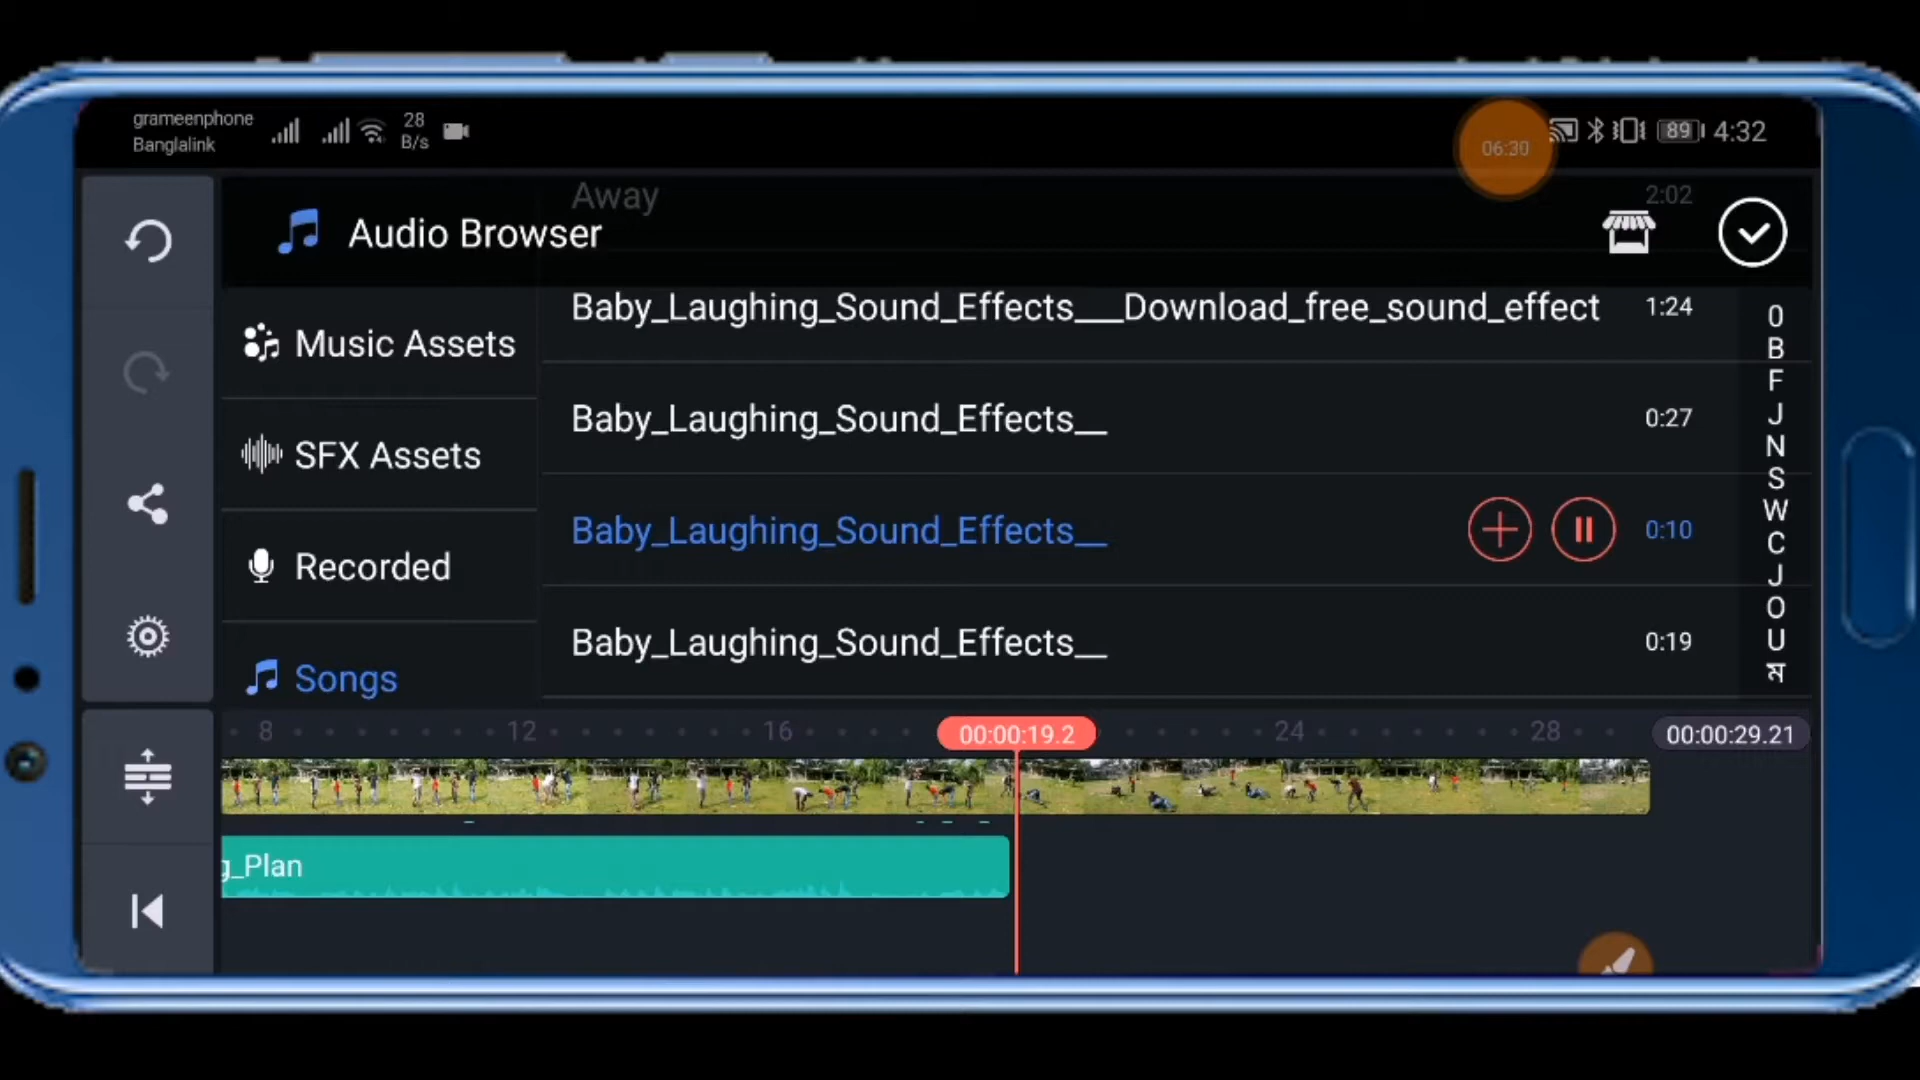 grameenphone
Banglalink
28
B/s
06:30
89
4:32
Away
2:02
Audio Browser
Baby_Laughing_Sound_Effects___Download_free_sound_effect
1:24
Music Assets
Baby_Laughing_Sound_Effects__
0:27
SFX Assets
Baby_Laughing_Sound_Effects__
0:10
Recorded
Baby_Laughing_Sound_Effects__
0:19
Songs
0
B
F
J
N
S
W
C
J
O
U
ম
8
12
16
00:00:19.2
24
28
00:00:29.21
g_Plan